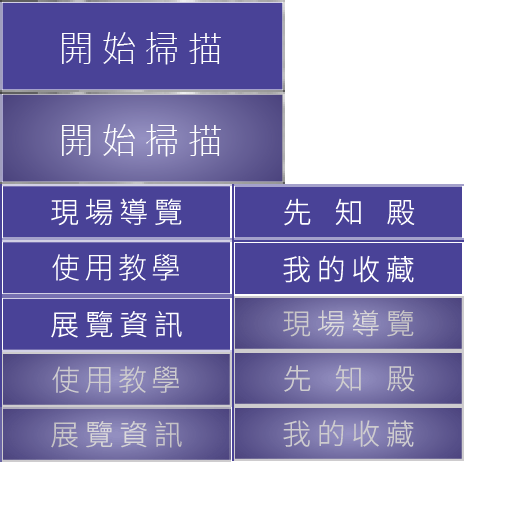 開始掃描
開始掃描
現場導覽 先知殿
使用教學 我的收藏
展覽資訊 現場導覽
使用教學 先知殿
展覽資訊 我的收藏